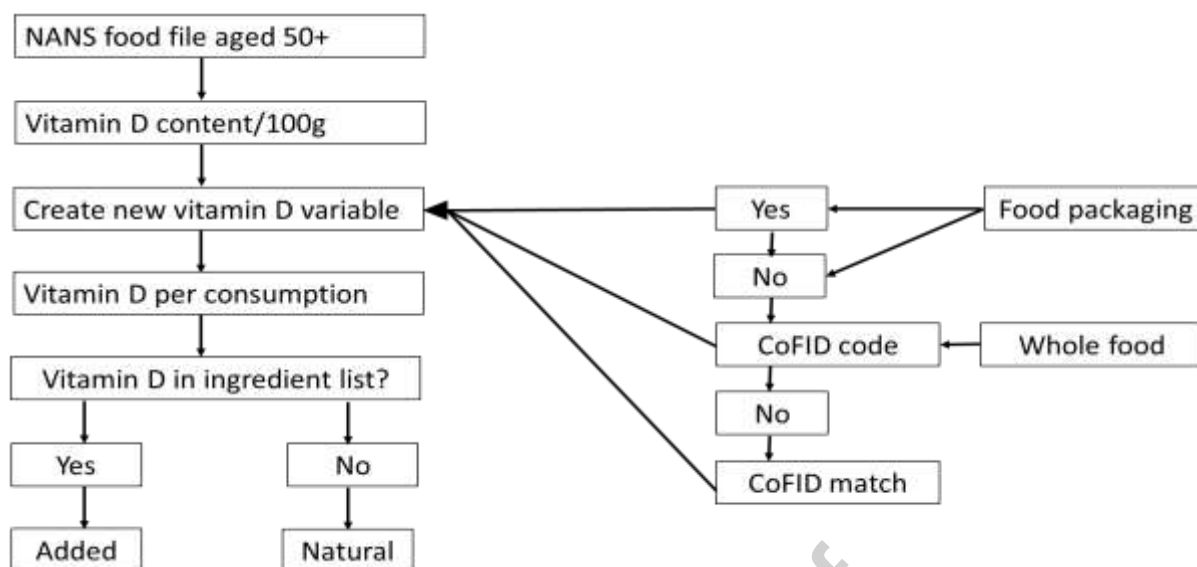 NANS food file aged 50+
Vitamin D content/100g
Create new vitamin D variable
Vitamin D per consumption
Vitamin D in ingredient list?
Yes
No
Added
Natural
Yes
Food packaging
No
CoFID code
Whole food
No
CoFID match